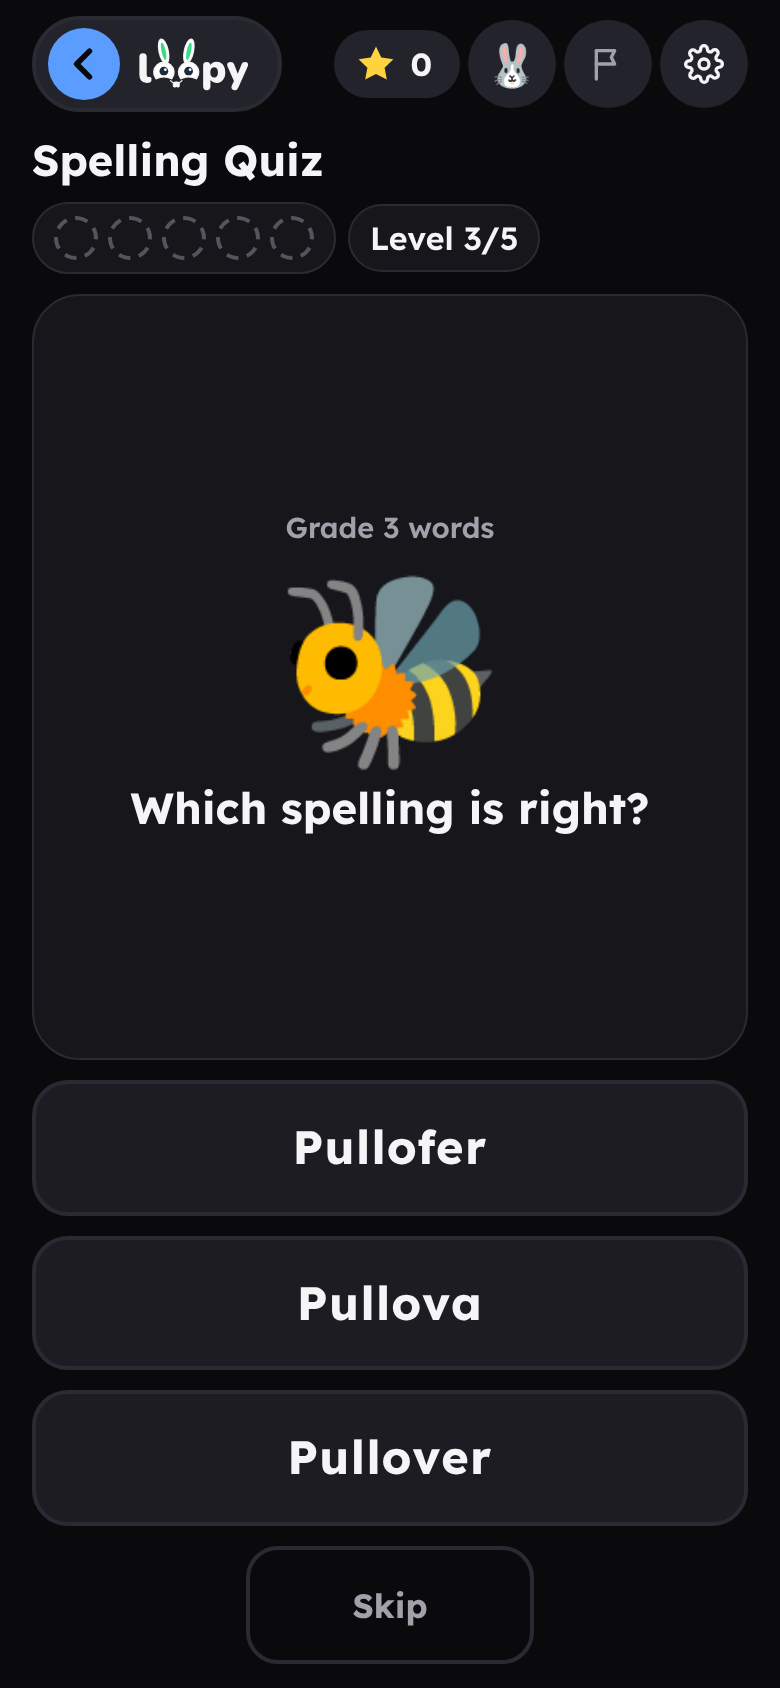 loopy
0
Spelling Quiz
Level 3/5
Grade 3 words
Which spelling is right?
Pullofer
Pullova
Pullover
Skip